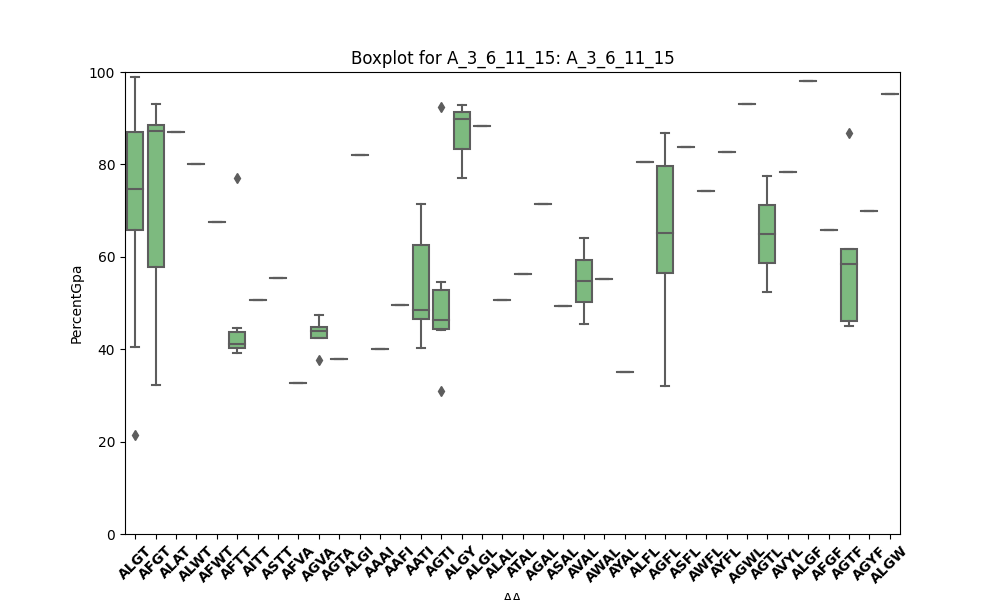 Boxplot for A_3_6_11_15: A_3_6_11_15
PercentGpa
100
80
60
40
20
0
ALGT
AFGT
ALAT
ALWT
AFWT
AFTT
AITT
ASTT
AFVA
AGVA
AGTA
ALGI
AAAI
AAFI
AATI
AGTI
ALGY
ALGL
ALAL
ATAL
AGAL
ASAL
AVAL
AWAL
AYAL
ALFL
AGFL
ASFL
AWFL
AYFL
AGWL
AGTL
AVYL
ALGF
AFGF
AGTF
AGYF
ALGW
AA